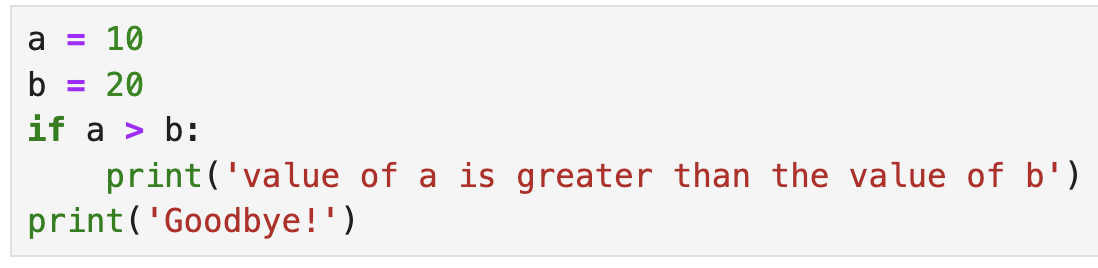 a = 10
b = 20
if a > b:
    print('value of a is greater than the value of b')
print('Goodbye!')